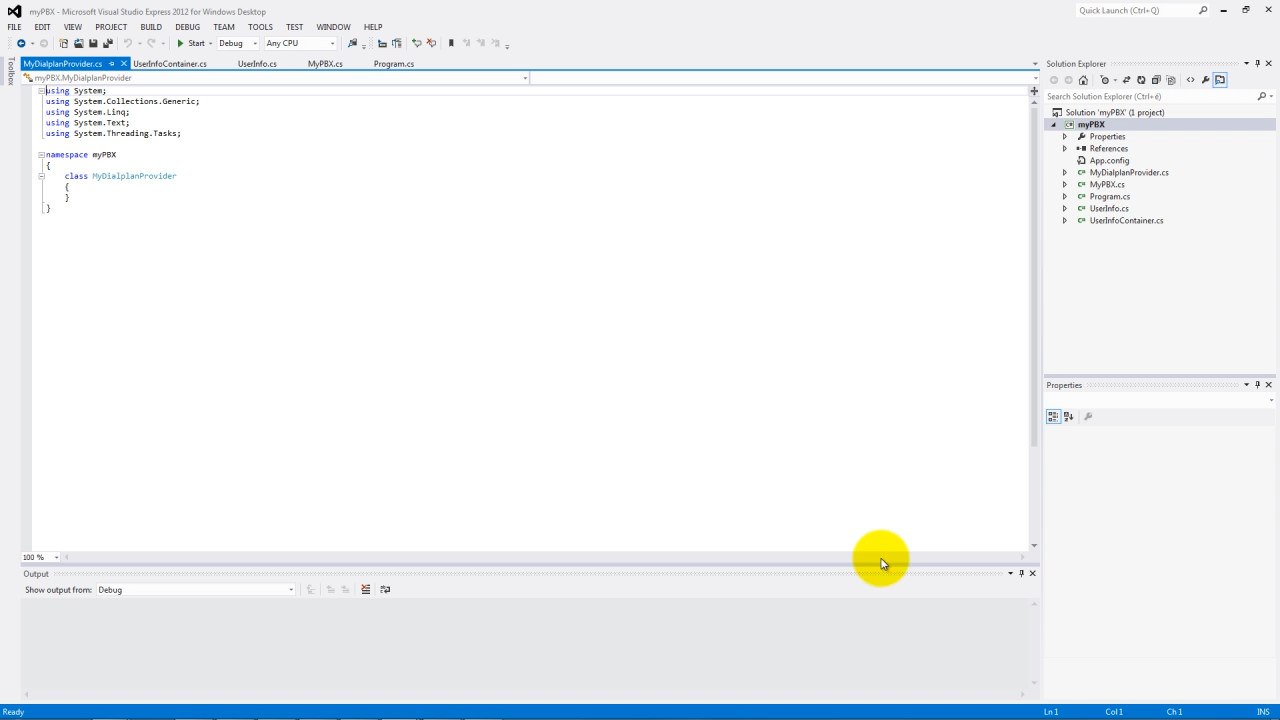 myPBX - Microsoft Visual Studio Express 2012 for Windows Desktop
Quick Launch (Ctrl+Q)
FILE EDIT VIEW PROJECT BUILD DEBUG TEAM TOOLS TEST WINDOW HELP
Start Debug Any CPU
Toolbox
MyDialplanProvider.cs UserInfoContainer.cs UserInfo.cs MyPBX.cs Program.cs
myPBX.MyDialplanProvider
using System;
using System.Collections.Generic;
using System.Linq;
using System.Text;
using System.Threading.Tasks;
namespace myPBX
{
class MyDialplanProvider
{
}
}
100 %
Output
Show output from: Debug
Solution Explorer
Search Solution Explorer (Ctrl+é)
Solution 'myPBX' (1 project)
myPBX
Properties
References
App.config
MyDialplanProvider.cs
MyPBX.cs
Program.cs
UserInfo.cs
UserInfoContainer.cs
Properties
Ready Ln 1 Col 1 Ch 1 INS